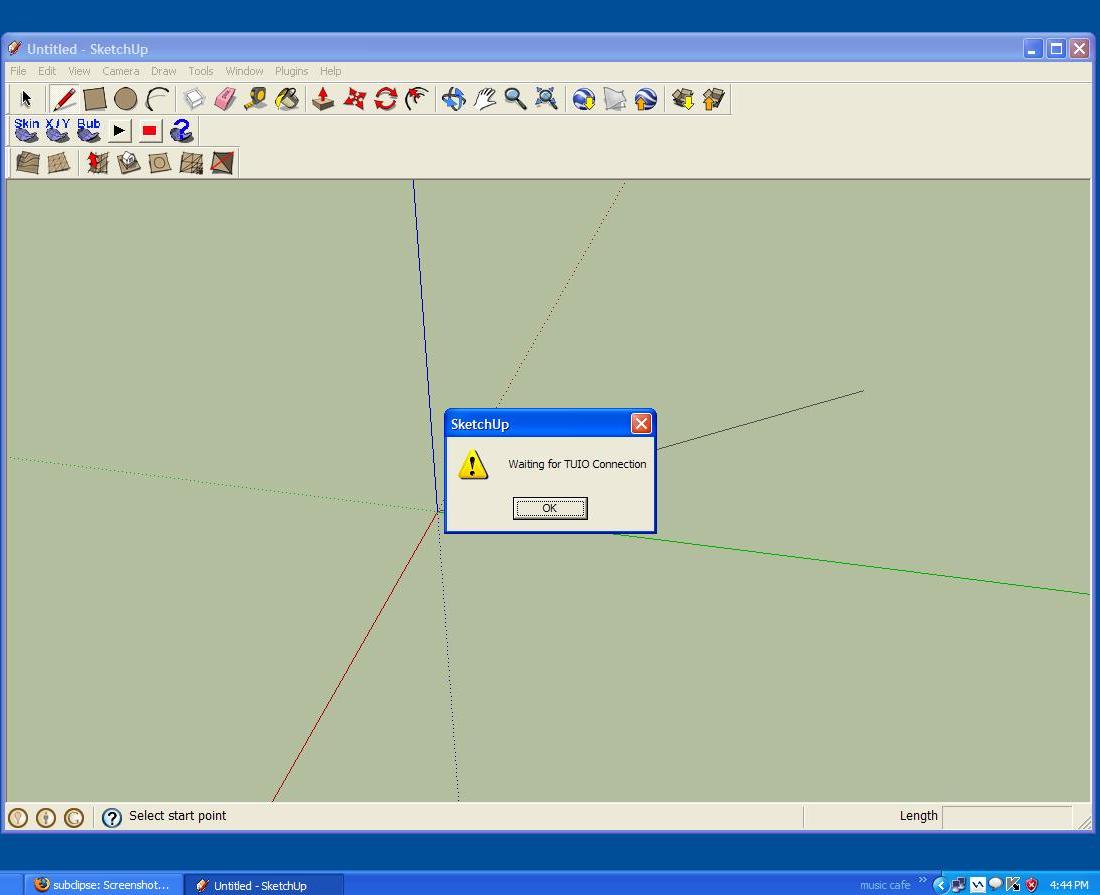 Untitled - SketchUp
File Edit View Camera Draw Tools Window Plugins Help
Skin X/Y Bub
SketchUp
Waiting for TUIO Connection
OK
Select start point
Length
subclipse: Screenshot... Untitled - SketchUp music cafe » 4:44 PM